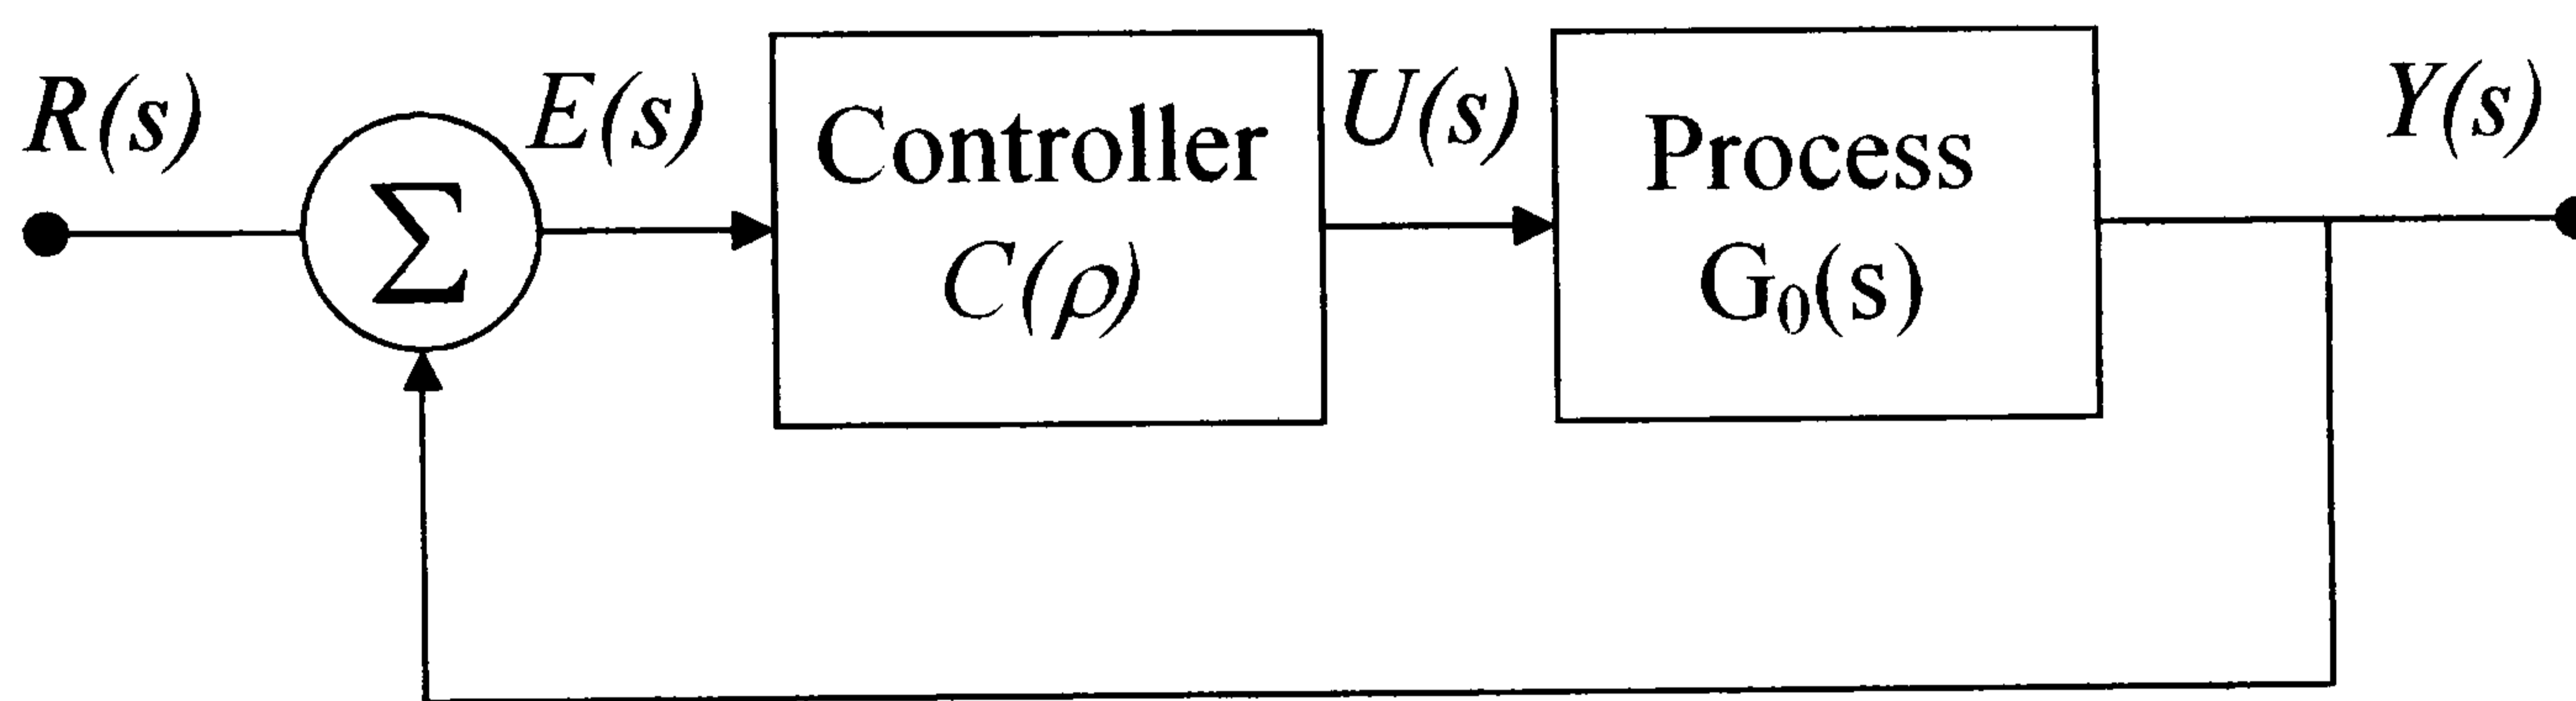 R(s)
Σ
E(s)
Controller
C(ρ)
U(s)
Process
G₀(s)
Y(s)